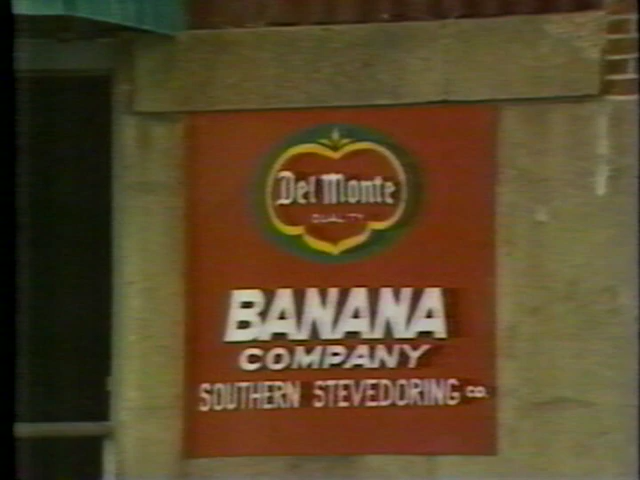 Del Monte
QUALITY
BANANA
COMPANY
SOUTHERN STEVEDORING CO.